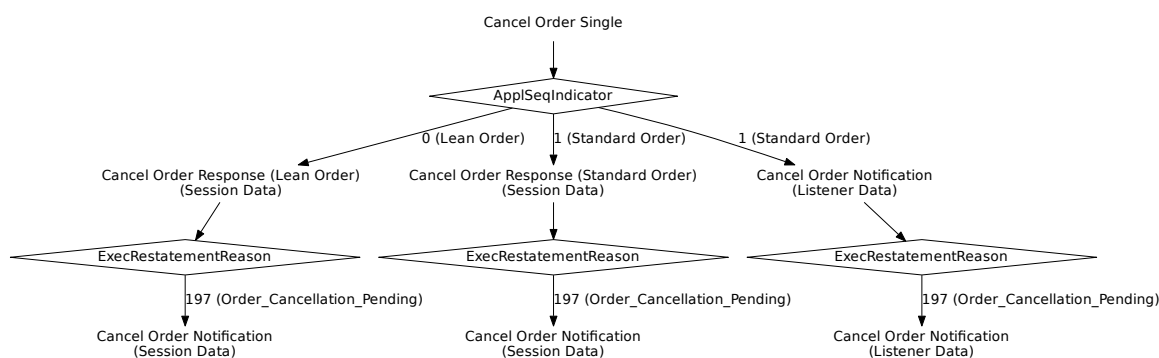 Cancel Order Single
ApplSeqIndicator
0 (Lean Order)
1 (Standard Order)
1 (Standard Order)
Cancel Order Response (Lean Order)
(Session Data)
Cancel Order Response (Standard Order)
(Session Data)
Cancel Order Notification
(Listener Data)
ExecRestatementReason
ExecRestatementReason
ExecRestatementReason
197 (Order_Cancellation_Pending)
197 (Order_Cancellation_Pending)
197 (Order_Cancellation_Pending)
Cancel Order Notification
(Session Data)
Cancel Order Notification
(Session Data)
Cancel Order Notification
(Listener Data)